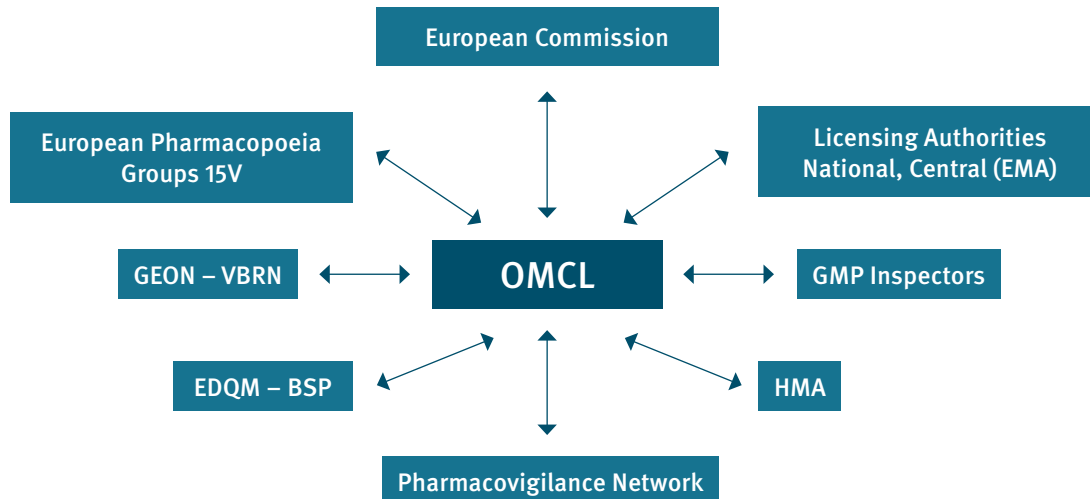 European Commission
European Pharmacopoeia
Groups 15V
Licensing Authorities
National, Central (EMA)
GEON – VBRN
OMCL
GMP Inspectors
EDQM – BSP
HMA
Pharmacovigilance Network